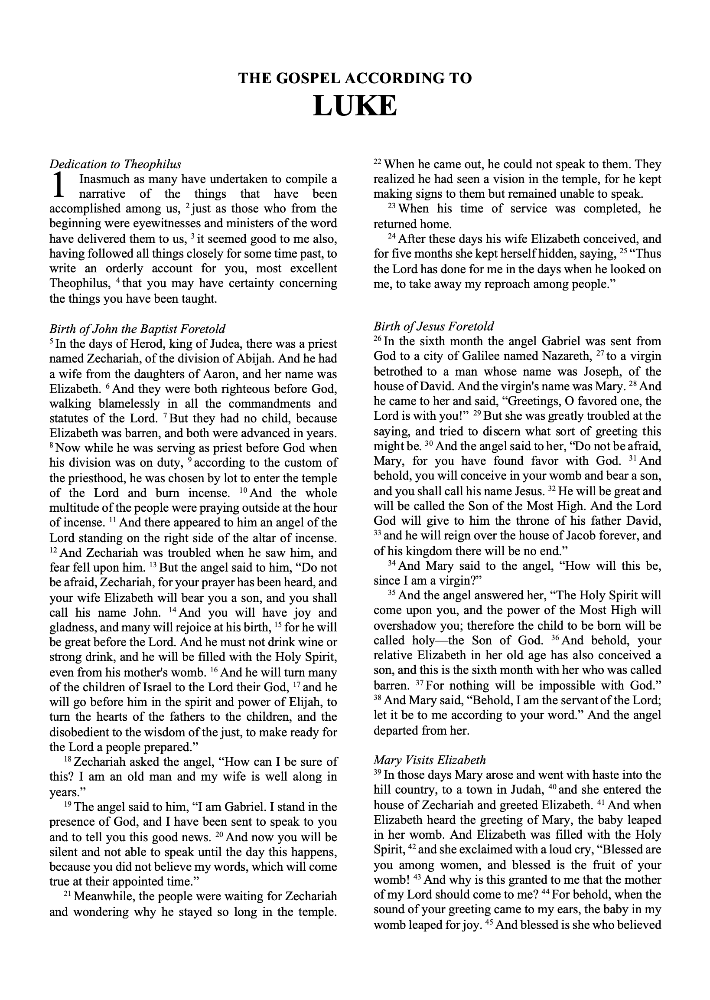 THE GOSPEL ACCORDING TO
LUKE
Dedication to Theophilus
1 Inasmuch as many have undertaken to compile a
narrative of the things that have been
accomplished among us, 2 just as those who from the
beginning were eyewitnesses and ministers of the word
have delivered them to us, 3 it seemed good to me also,
having followed all things closely for some time past, to
write an orderly account for you, most excellent
Theophilus, 4 that you may have certainty concerning
the things you have been taught.
Birth of John the Baptist Foretold
5 In the days of Herod, king of Judea, there was a priest
named Zechariah, of the division of Abijah. And he had
a wife from the daughters of Aaron, and her name was
Elizabeth. 6 And they were both righteous before God,
walking blamelessly in all the commandments and
statutes of the Lord. 7 But they had no child, because
Elizabeth was barren, and both were advanced in years.
8 Now while he was serving as priest before God when
his division was on duty, 9 according to the custom of
the priesthood, he was chosen by lot to enter the temple
of the Lord and burn incense. 10 And the whole
multitude of the people were praying outside at the hour
of incense. 11 And there appeared to him an angel of the
Lord standing on the right side of the altar of incense.
12 And Zechariah was troubled when he saw him, and
fear fell upon him. 13 But the angel said to him, “Do not
be afraid, Zechariah, for your prayer has been heard, and
your wife Elizabeth will bear you a son, and you shall
call his name John. 14 And you will have joy and
gladness, and many will rejoice at his birth, 15 for he will
be great before the Lord. And he must not drink wine or
strong drink, and he will be filled with the Holy Spirit,
even from his mother's womb. 16 And he will turn many
of the children of Israel to the Lord their God, 17 and he
will go before him in the spirit and power of Elijah, to
turn the hearts of the fathers to the children, and the
disobedient to the wisdom of the just, to make ready for
the Lord a people prepared.”
18 Zechariah asked the angel, “How can I be sure of
this? I am an old man and my wife is well along in
years.”
19 The angel said to him, “I am Gabriel. I stand in the
presence of God, and I have been sent to speak to you
and to tell you this good news. 20 And now you will be
silent and not able to speak until the day this happens,
because you did not believe my words, which will come
true at their appointed time.”
21 Meanwhile, the people were waiting for Zechariah
and wondering why he stayed so long in the temple.
22 When he came out, he could not speak to them. They
realized he had seen a vision in the temple, for he kept
making signs to them but remained unable to speak.
23 When his time of service was completed, he
returned home.
24 After these days his wife Elizabeth conceived, and
for five months she kept herself hidden, saying, 25 “Thus
the Lord has done for me in the days when he looked on
me, to take away my reproach among people.”
Birth of Jesus Foretold
26 In the sixth month the angel Gabriel was sent from
God to a city of Galilee named Nazareth, 27 to a virgin
betrothed to a man whose name was Joseph, of the
house of David. And the virgin's name was Mary. 28 And
he came to her and said, “Greetings, O favored one, the
Lord is with you!” 29 But she was greatly troubled at the
saying, and tried to discern what sort of greeting this
might be. 30 And the angel said to her, “Do not be afraid,
Mary, for you have found favor with God. 31 And
behold, you will conceive in your womb and bear a son,
and you shall call his name Jesus. 32 He will be great and
will be called the Son of the Most High. And the Lord
God will give to him the throne of his father David,
33 and he will reign over the house of Jacob forever, and
of his kingdom there will be no end.”
34 And Mary said to the angel, “How will this be,
since I am a virgin?”
35 And the angel answered her, “The Holy Spirit will
come upon you, and the power of the Most High will
overshadow you; therefore the child to be born will be
called holy—the Son of God. 36 And behold, your
relative Elizabeth in her old age has also conceived a
son, and this is the sixth month with her who was called
barren. 37 For nothing will be impossible with God.”
38 And Mary said, “Behold, I am the servant of the Lord;
let it be to me according to your word.” And the angel
departed from her.
Mary Visits Elizabeth
39 In those days Mary arose and went with haste into the
hill country, to a town in Judah, 40 and she entered the
house of Zechariah and greeted Elizabeth. 41 And when
Elizabeth heard the greeting of Mary, the baby leaped
in her womb. And Elizabeth was filled with the Holy
Spirit, 42 and she exclaimed with a loud cry, “Blessed are
you among women, and blessed is the fruit of your
womb! 43 And why is this granted to me that the mother
of my Lord should come to me? 44 For behold, when the
sound of your greeting came to my ears, the baby in my
womb leaped for joy. 45 And blessed is she who believed